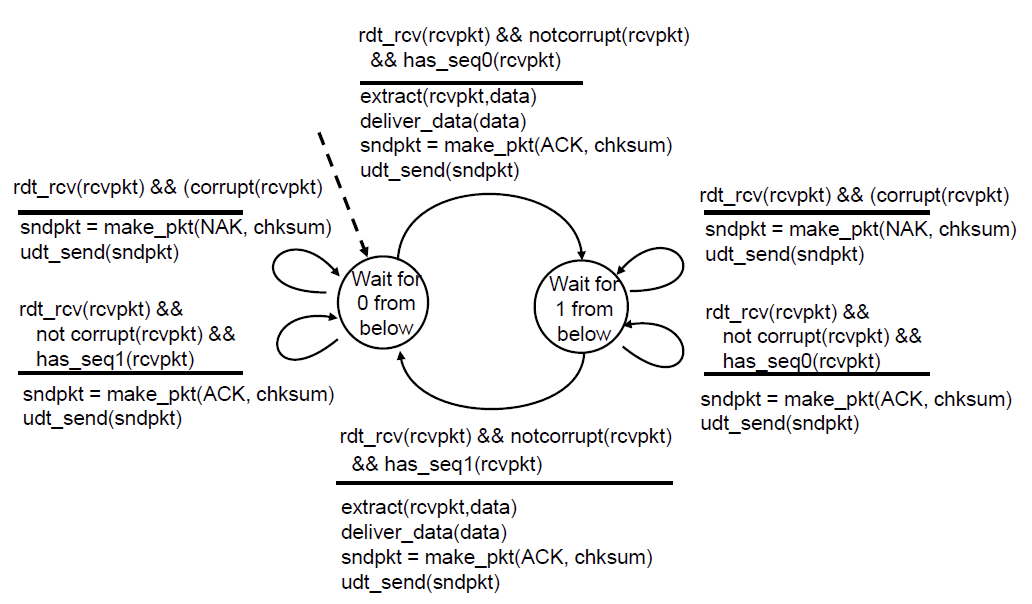 rdt_rcv(rcvpkt) && notcorrupt(rcvpkt)
&& has_seq0(rcvpkt)
extract(rcvpkt,data)
deliver_data(data)
sndpkt = make_pkt(ACK, chksum)
udt_send(sndpkt)
rdt_rcv(rcvpkt) && (corrupt(rcvpkt)
sndpkt = make_pkt(NAK, chksum)
udt_send(sndpkt)
rdt_rcv(rcvpkt) &&
not corrupt(rcvpkt) &&
has_seq1(rcvpkt)
sndpkt = make_pkt(ACK, chksum)
udt_send(sndpkt)
Wait for
0 from
below
Wait for
1 from
below
rdt_rcv(rcvpkt) && (corrupt(rcvpkt)
sndpkt = make_pkt(NAK, chksum)
udt_send(sndpkt)
rdt_rcv(rcvpkt) &&
not corrupt(rcvpkt) &&
has_seq0(rcvpkt)
sndpkt = make_pkt(ACK, chksum)
udt_send(sndpkt)
rdt_rcv(rcvpkt) && notcorrupt(rcvpkt)
&& has_seq1(rcvpkt)
extract(rcvpkt,data)
deliver_data(data)
sndpkt = make_pkt(ACK, chksum)
udt_send(sndpkt)